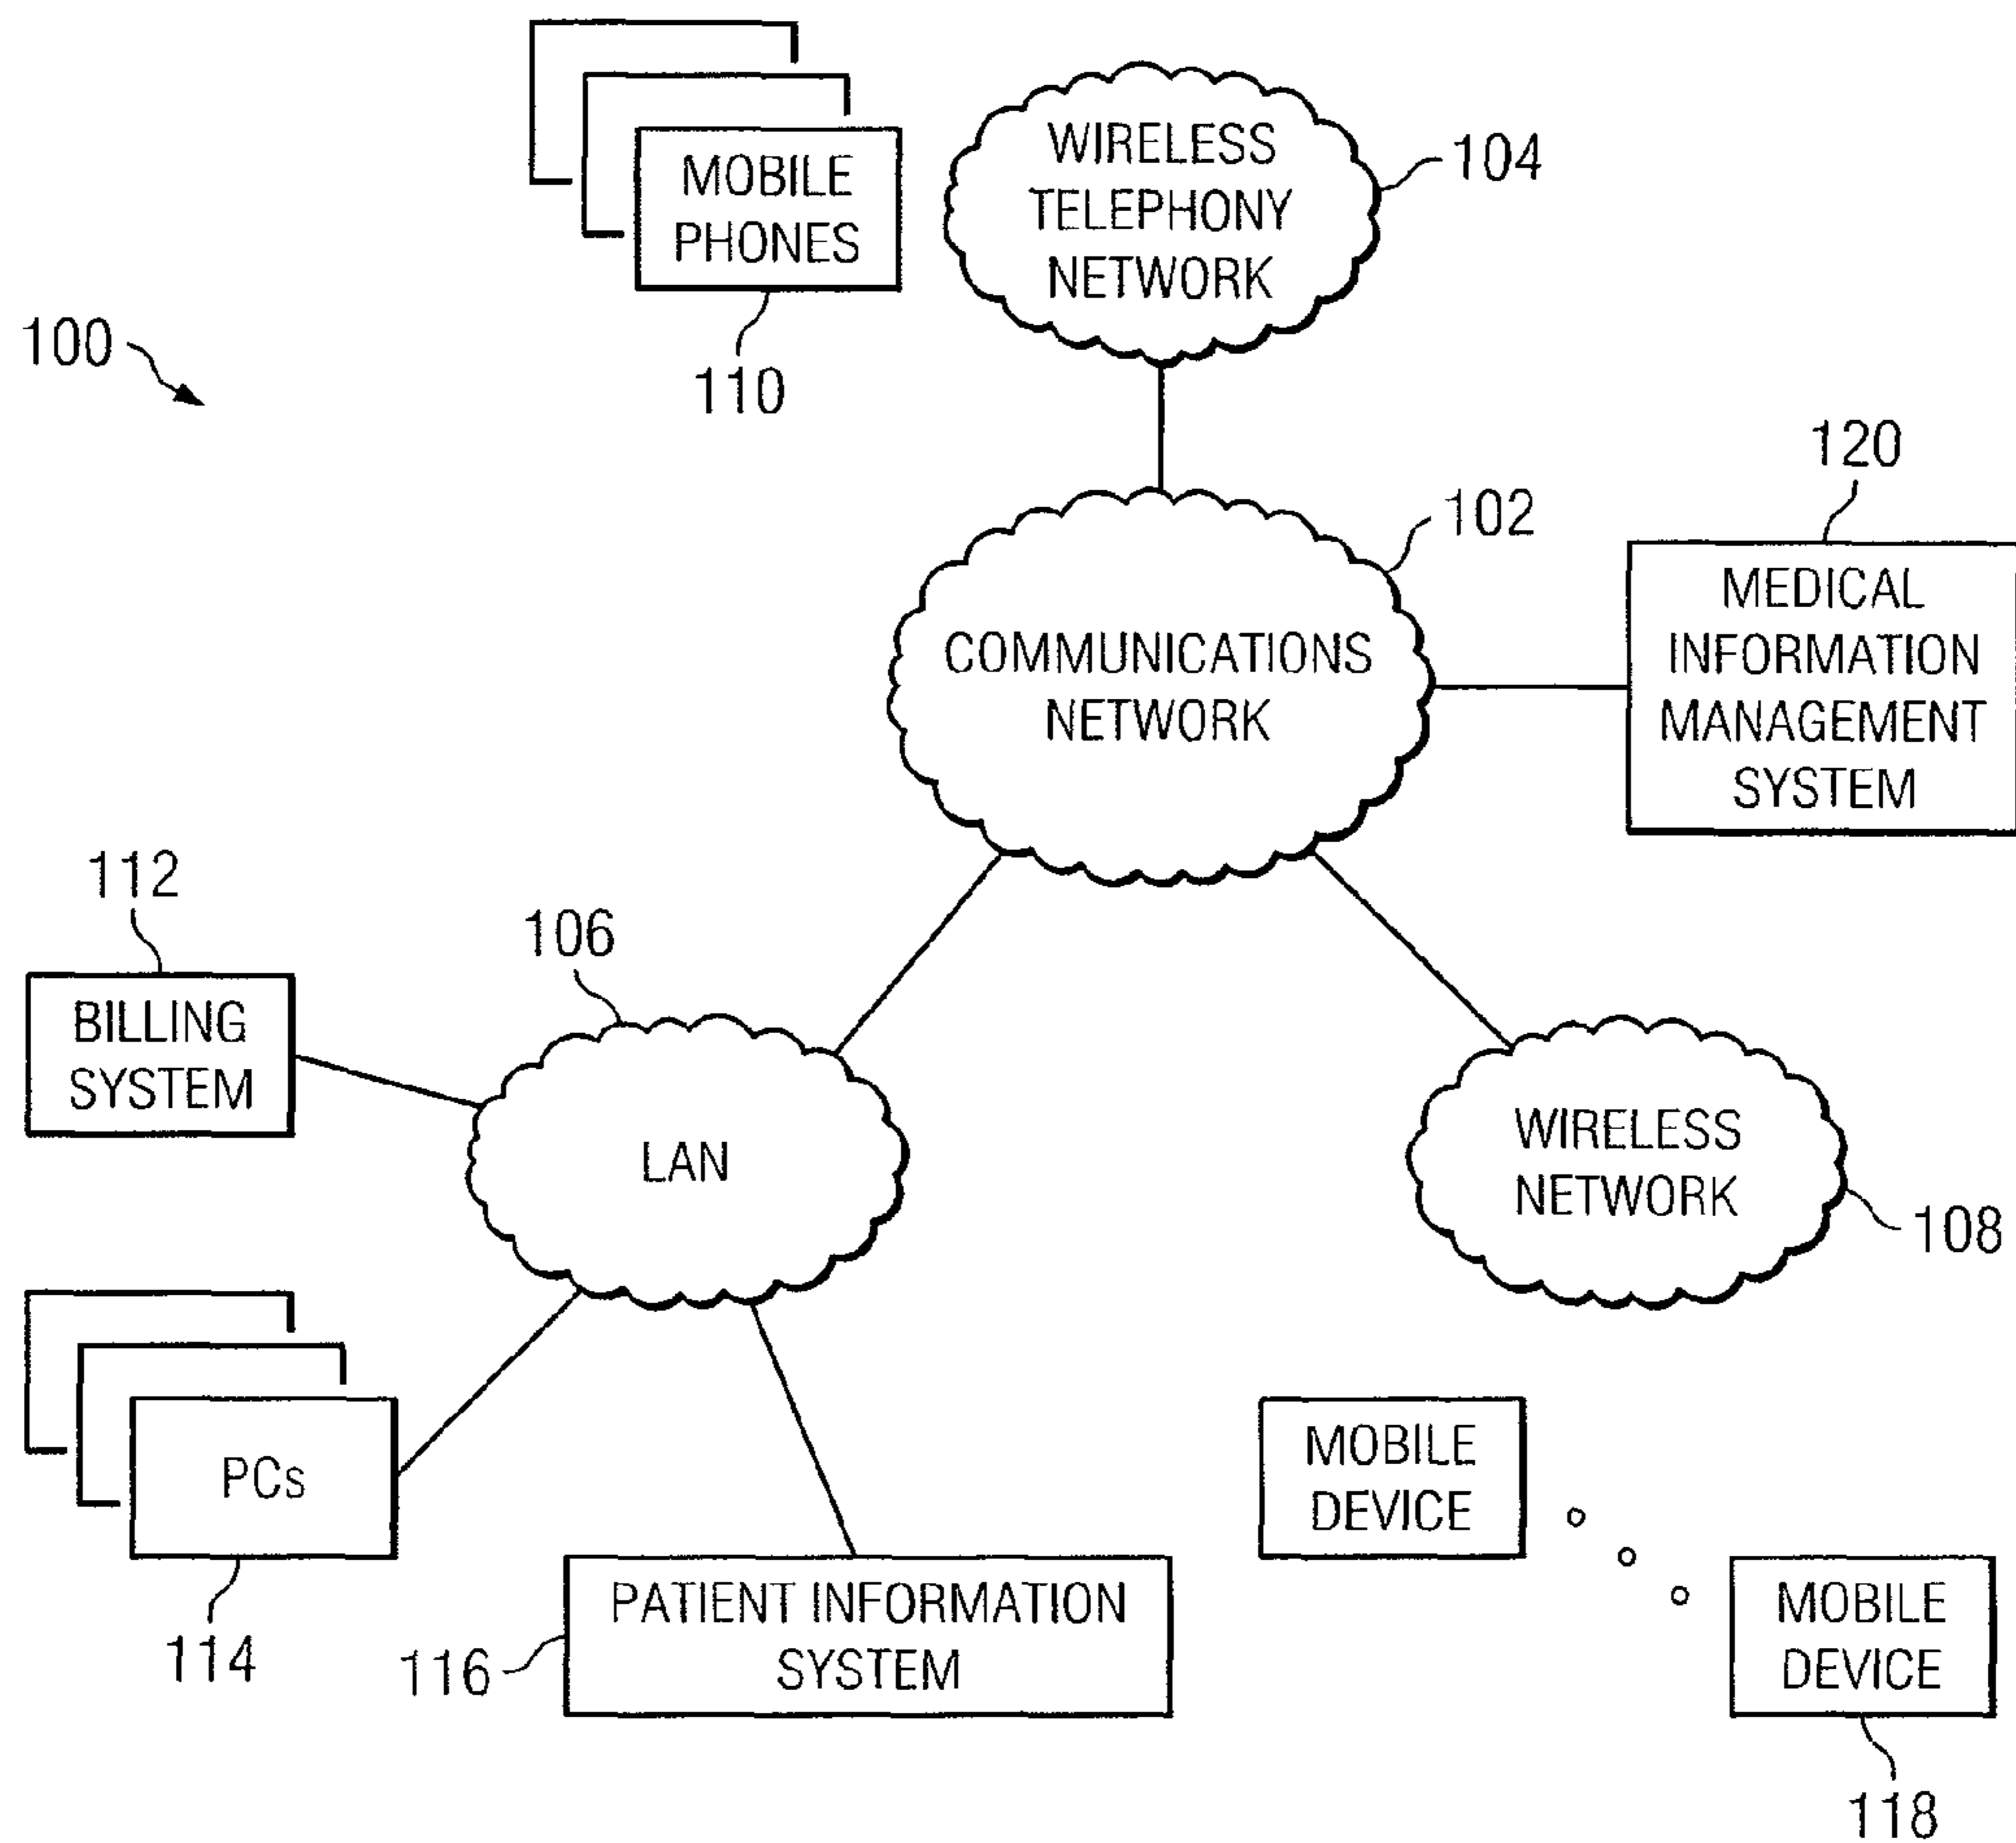 MOBILE
PHONES
110
WIRELESS
TELEPHONY
NETWORK
104
100
COMMUNICATIONS
NETWORK
102
120
MEDICAL
INFORMATION
MANAGEMENT
SYSTEM
112
BILLING
SYSTEM
106
LAN
WIRELESS
NETWORK
108
PCs
114
PATIENT INFORMATION
SYSTEM
116
MOBILE
DEVICE
MOBILE
DEVICE
118